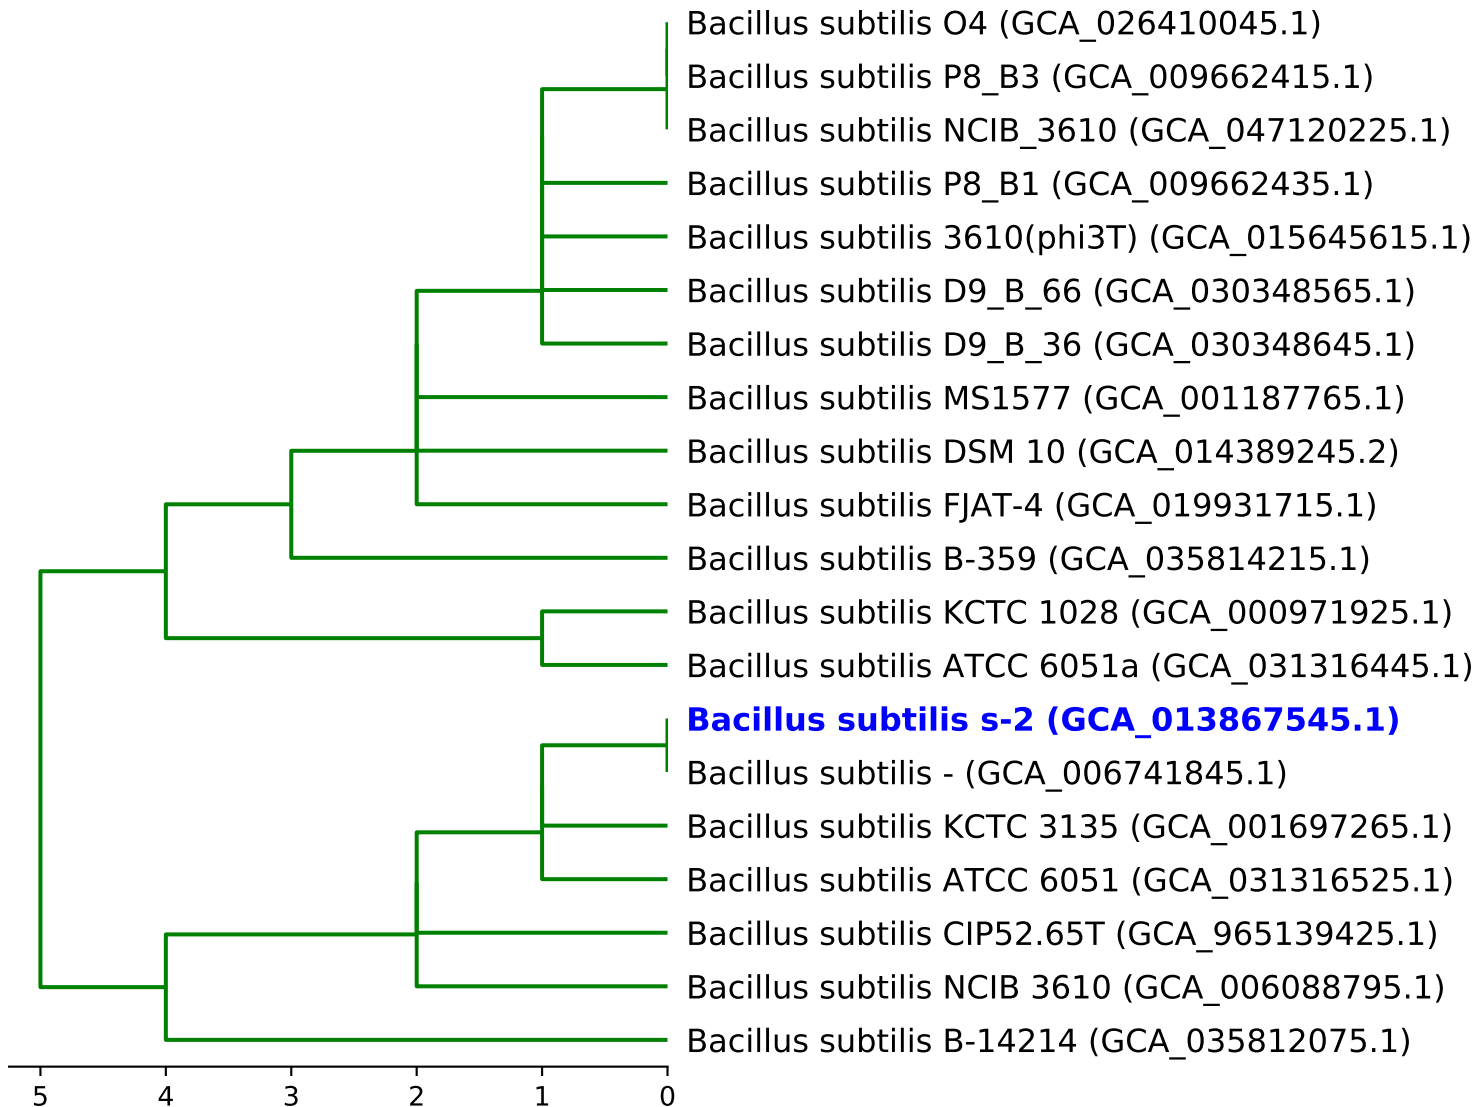 Bacillus subtilis O4 (GCA_026410045.1)
Bacillus subtilis P8_B3 (GCA_009662415.1)
Bacillus subtilis NCIB_3610 (GCA_047120225.1)
Bacillus subtilis P8_B1 (GCA_009662435.1)
Bacillus subtilis 3610(phi3T) (GCA_015645615.1)
Bacillus subtilis D9_B_66 (GCA_030348565.1)
Bacillus subtilis D9_B_36 (GCA_030348645.1)
Bacillus subtilis MS1577 (GCA_001187765.1)
Bacillus subtilis DSM 10 (GCA_014389245.2)
Bacillus subtilis FJAT-4 (GCA_019931715.1)
Bacillus subtilis B-359 (GCA_035814215.1)
Bacillus subtilis KCTC 1028 (GCA_000971925.1)
Bacillus subtilis ATCC 6051a (GCA_031316445.1)
Bacillus subtilis s-2 (GCA_013867545.1)
Bacillus subtilis - (GCA_006741845.1)
Bacillus subtilis KCTC 3135 (GCA_001697265.1)
Bacillus subtilis ATCC 6051 (GCA_031316525.1)
Bacillus subtilis CIP52.65T (GCA_965139425.1)
Bacillus subtilis NCIB 3610 (GCA_006088795.1)
Bacillus subtilis B-14214 (GCA_035812075.1)
5 4 3 2 1 0